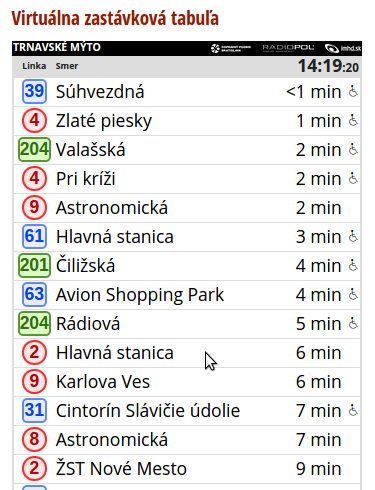 Virtuálna zastávková tabuľa
TRNAVSKÉ MÝTO RADIOPOL imhd.sk
Linka Smer 14:19:20
39 Súhvezdná <1 min
4 Zlaté piesky 1 min
204 Valašská 2 min
4 Pri kríži 2 min
9 Astronomická 2 min
61 Hlavná stanica 3 min
201 Čiližská 4 min
63 Avion Shopping Park 4 min
204 Rádiová 5 min
2 Hlavná stanica 6 min
9 Karlova Ves 6 min
31 Cintorín Slávičie údolie 7 min
8 Astronomická 7 min
2 ŽST Nové Mesto 9 min